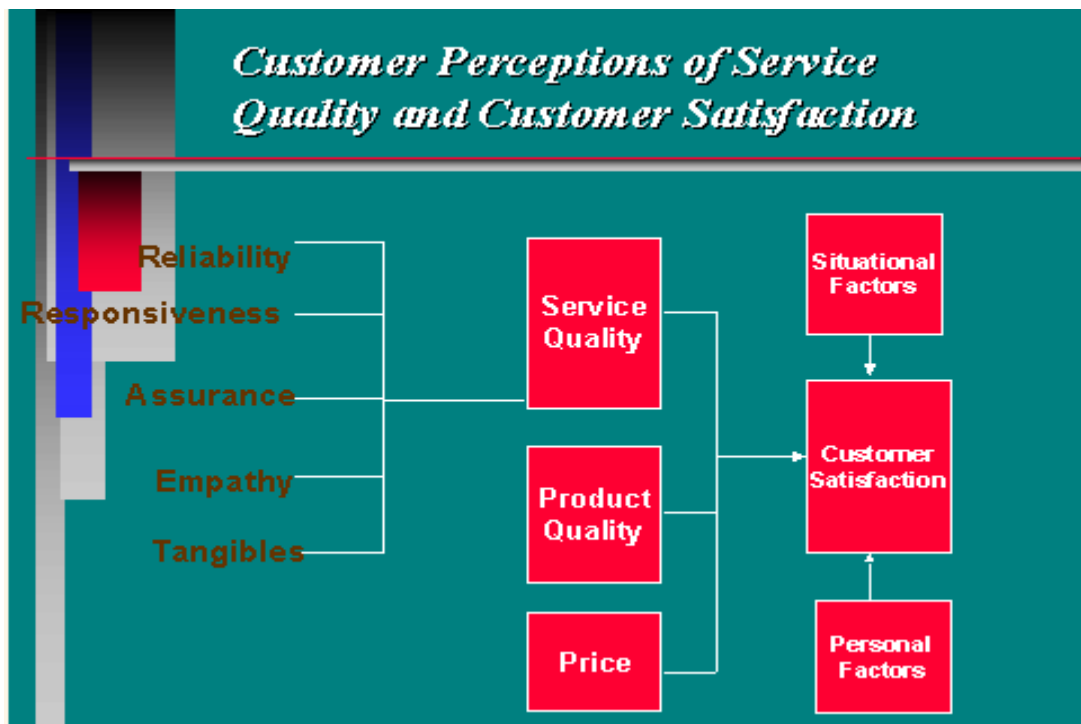 Customer Perceptions of Service
Quality and Customer Satisfaction
Reliability
Responsiveness
Assurance
Empathy
Tangibles
Service
Quality
Product
Quality
Price
Situational
Factors
Customer
Satisfaction
Personal
Factors